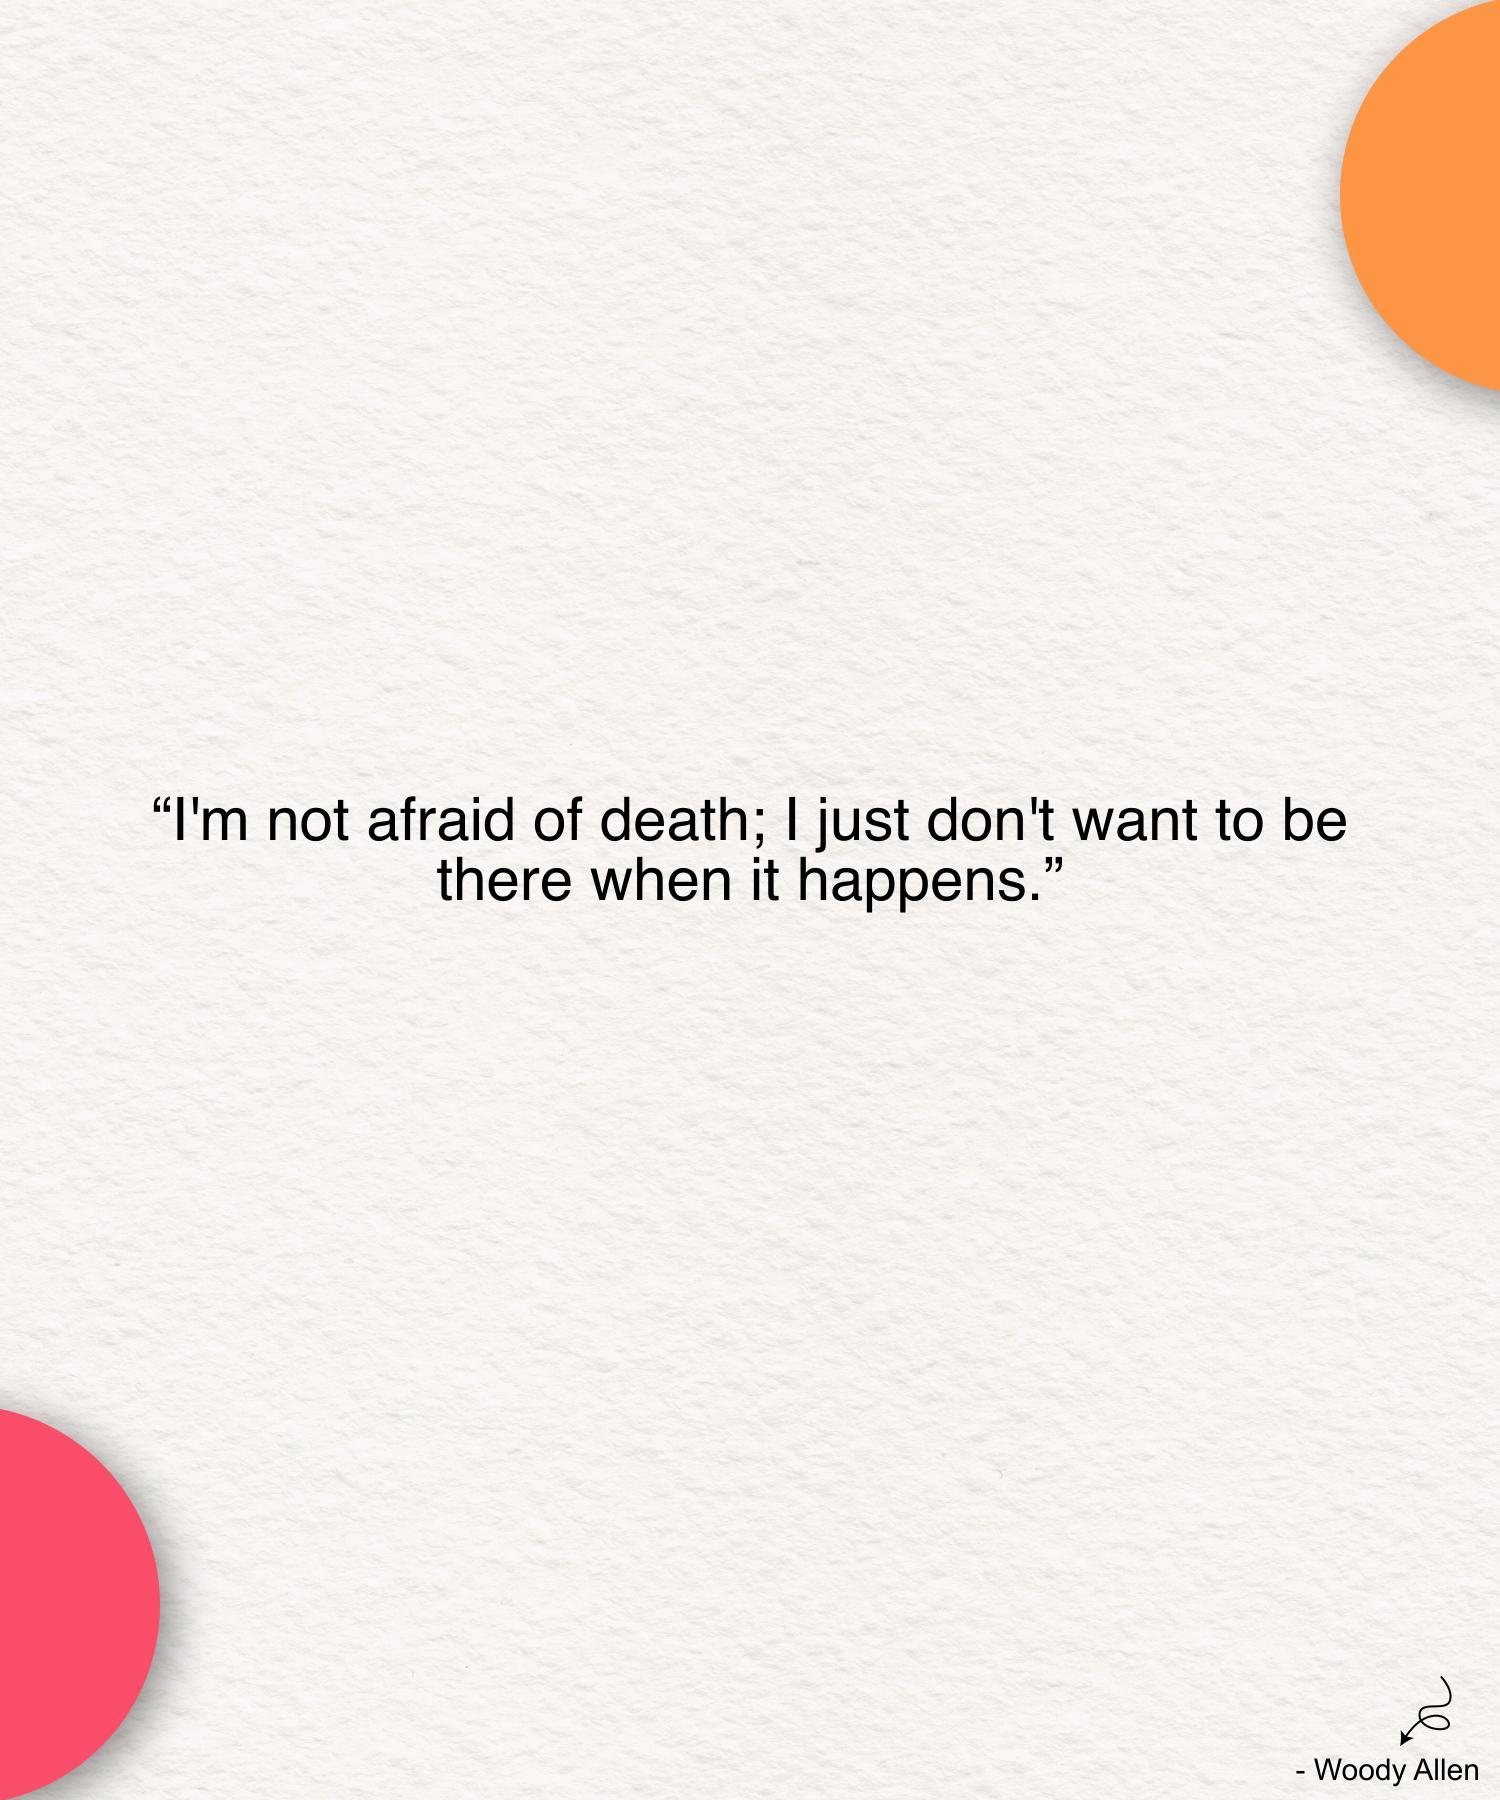 “I'm not afraid of death; I just don't want to be
there when it happens.”
- Woody Allen